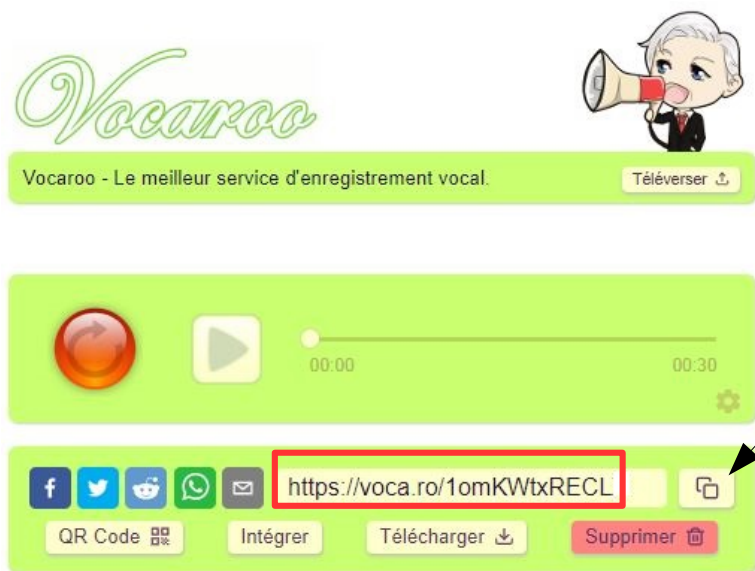 Vocaroo
Vocaroo - Le meilleur service d'enregistrement vocal.
Téléverser
00:00
00:30
https://voca.ro/1omKWtxRECL
QR Code
Intégrer
Télécharger
Supprimer